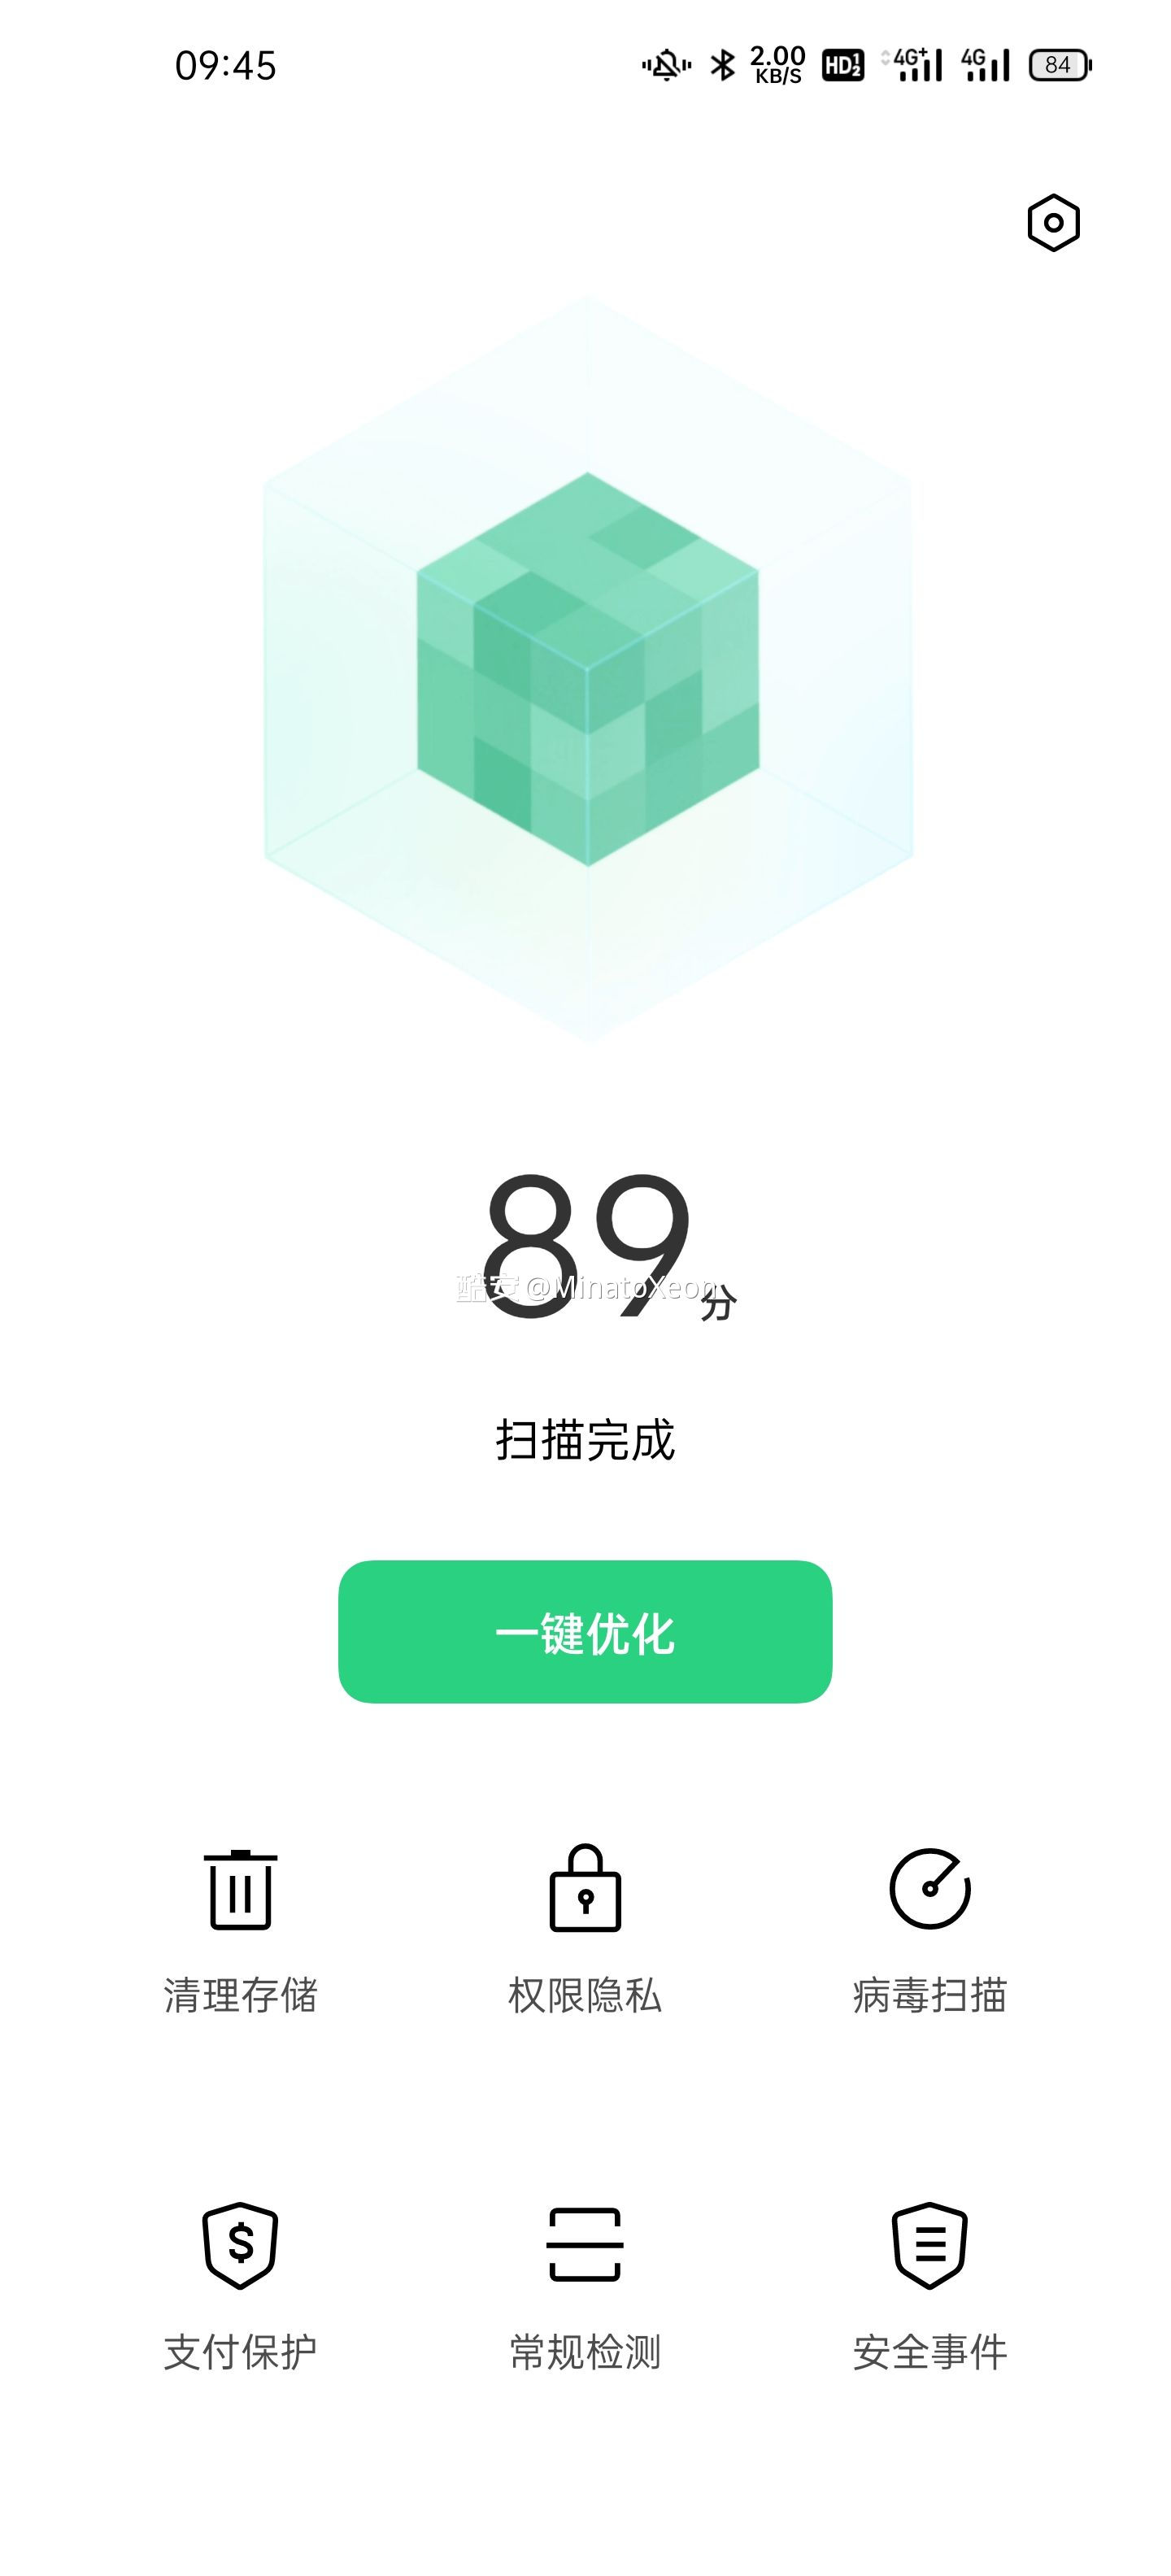 09:45
2.00
KB/S
HD 1 2
4G+
4G
84
89分
酷安 @MinatoXeon
扫描完成
一键优化
清理存储
权限隐私
病毒扫描
支付保护
常规检测
安全事件